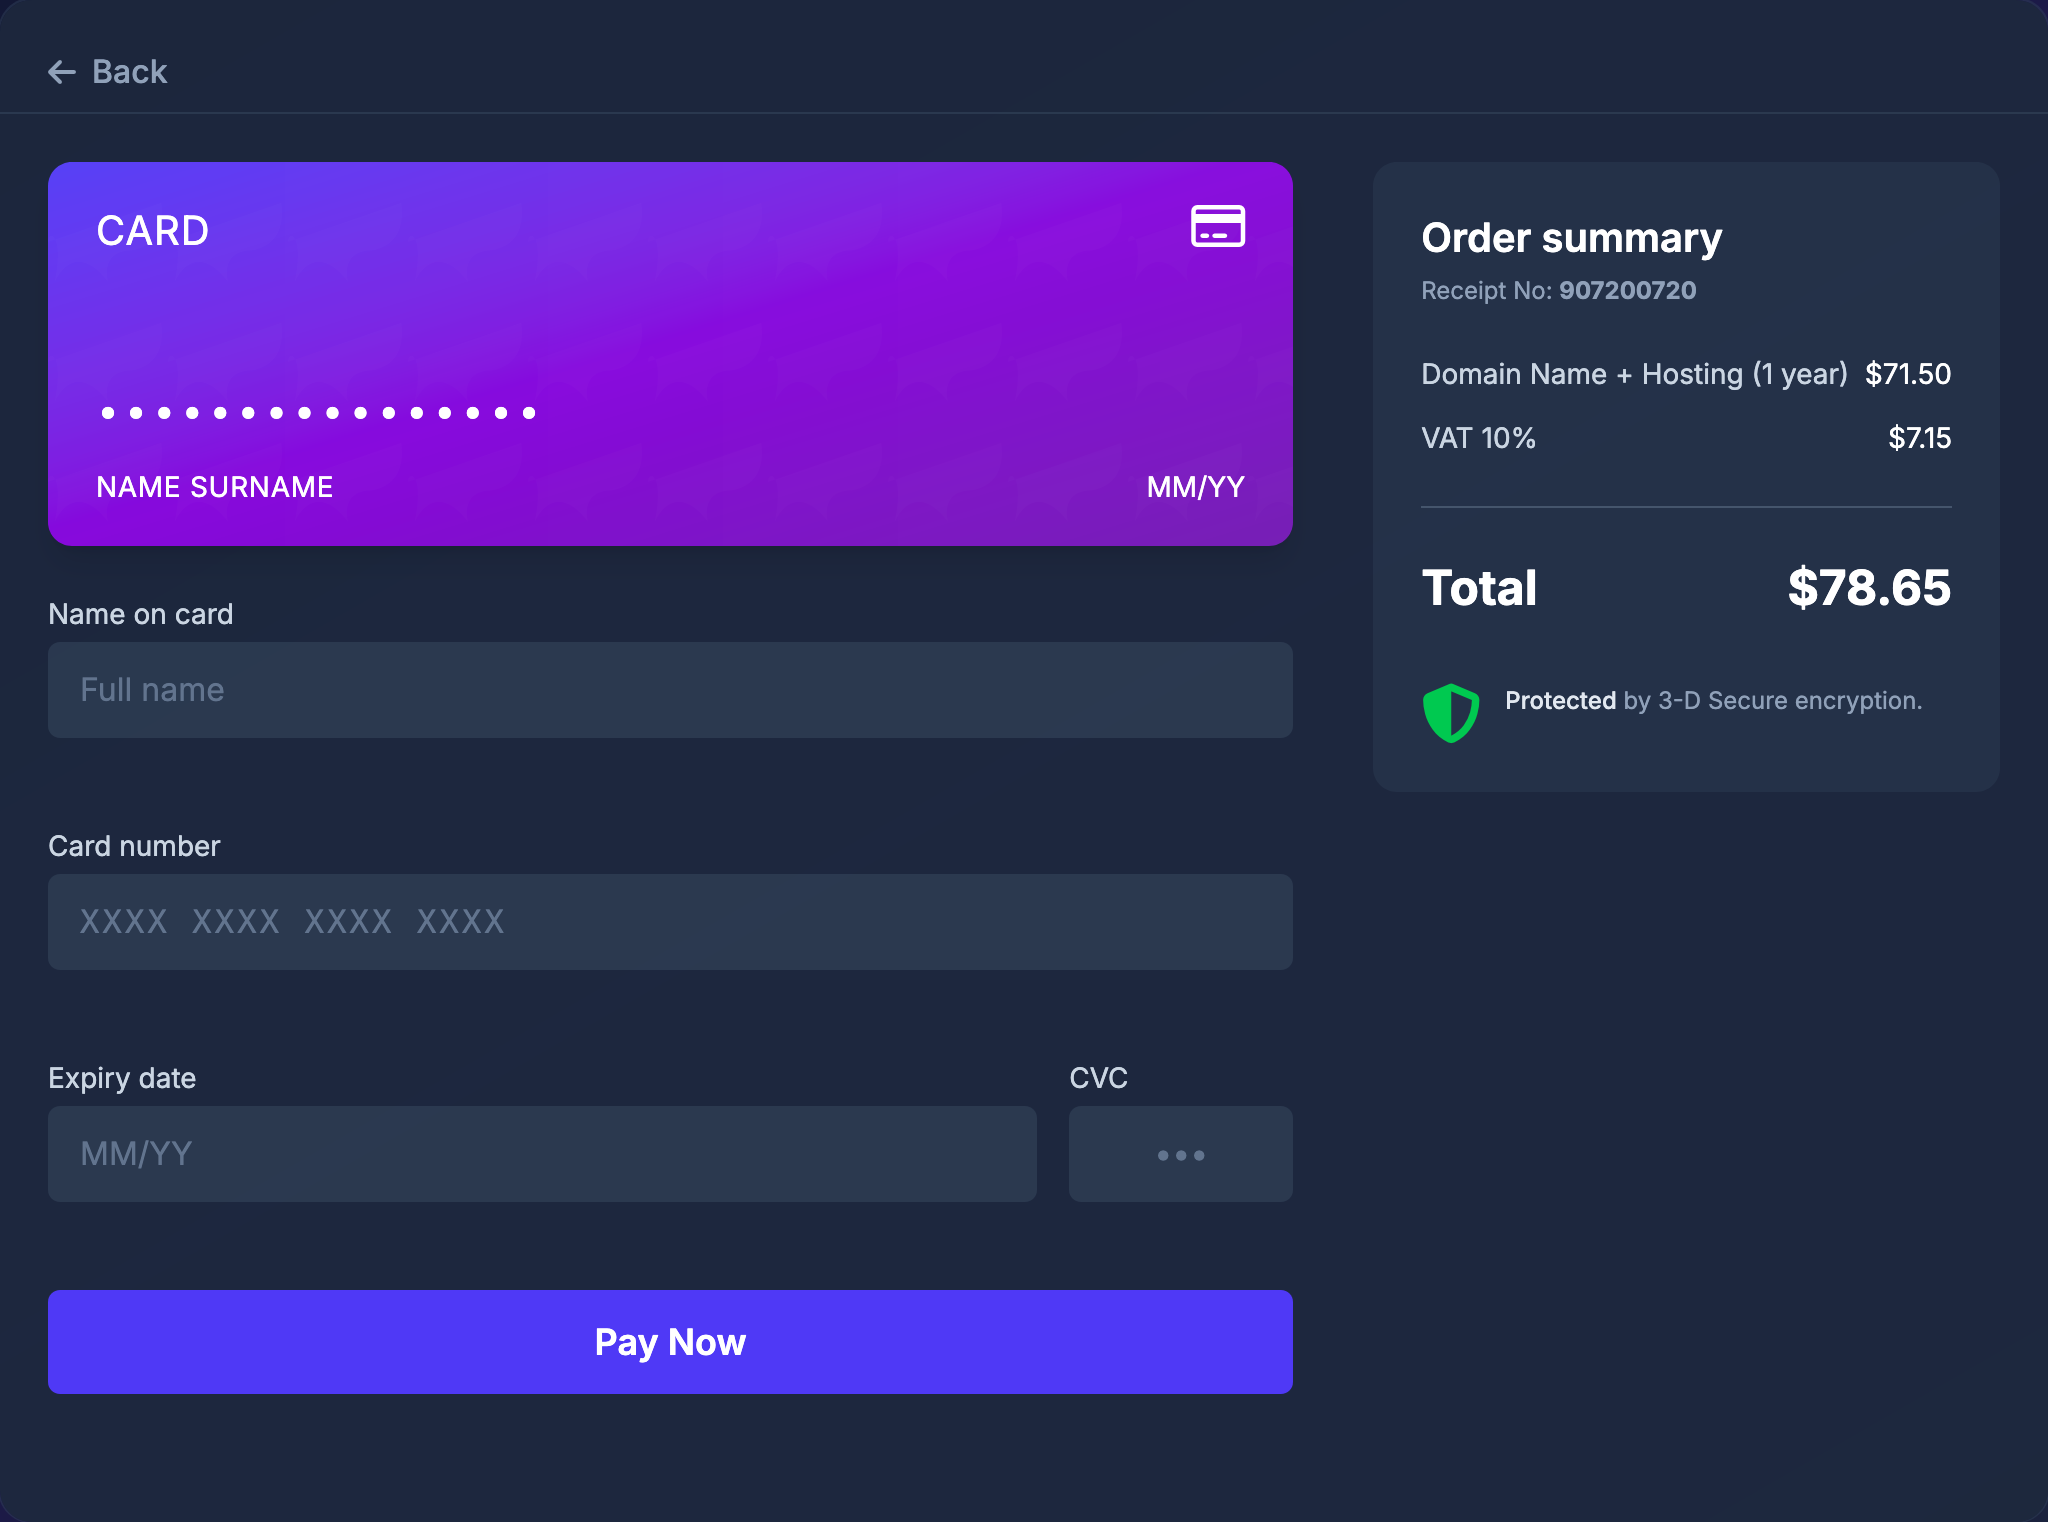 Back
CARD
• • • • • • • • • • • • • • • •
NAME SURNAME
MM/YY
Name on card
Full name
Card number
XXXX XXXX XXXX XXXX
Expiry date
MM/YY
CVC
•••
Pay Now
Order summary
Receipt No: 907200720
Domain Name + Hosting (1 year) $71.50
VAT 10% $7.15
Total $78.65
Protected by 3-D Secure encryption.